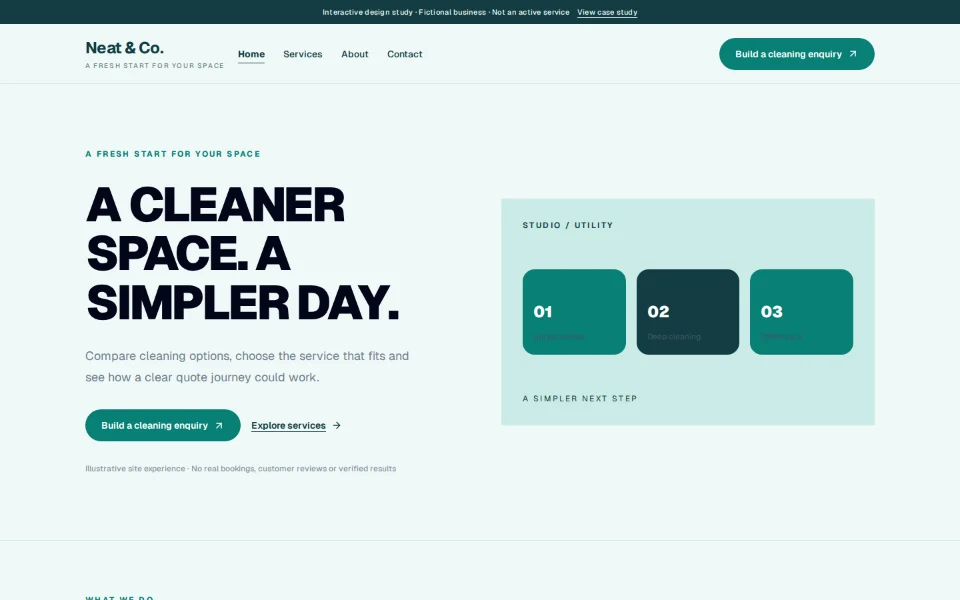 Interactive design study · Fictional business · Not an active service View case study
Neat & Co.
A FRESH START FOR YOUR SPACE
Home Services About Contact
Build a cleaning enquiry
A FRESH START FOR YOUR SPACE
A CLEANER
SPACE. A
SIMPLER DAY.
Compare cleaning options, choose the service that fits and
see how a clear quote journey could work.
Build a cleaning enquiry
Explore services
Illustrative site experience · No real bookings, customer reviews or verified results
STUDIO / UTILITY
01
02
Deep cleaning
03
A SIMPLER NEXT STEP
WHAT WE DO